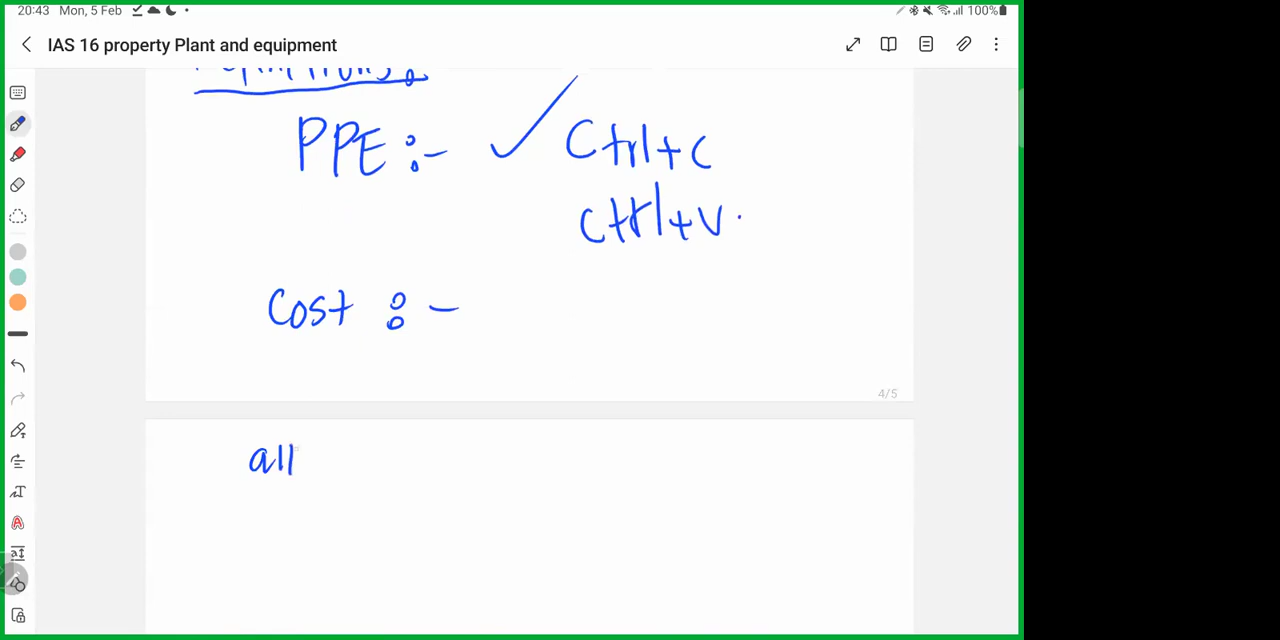 20:43 Mon, 5 Feb 100%
IAS 16 property Plant and equipment
Definitions:
PPE :- Ctrl+C
Ctrl+V.
Cost :-
4/5
all